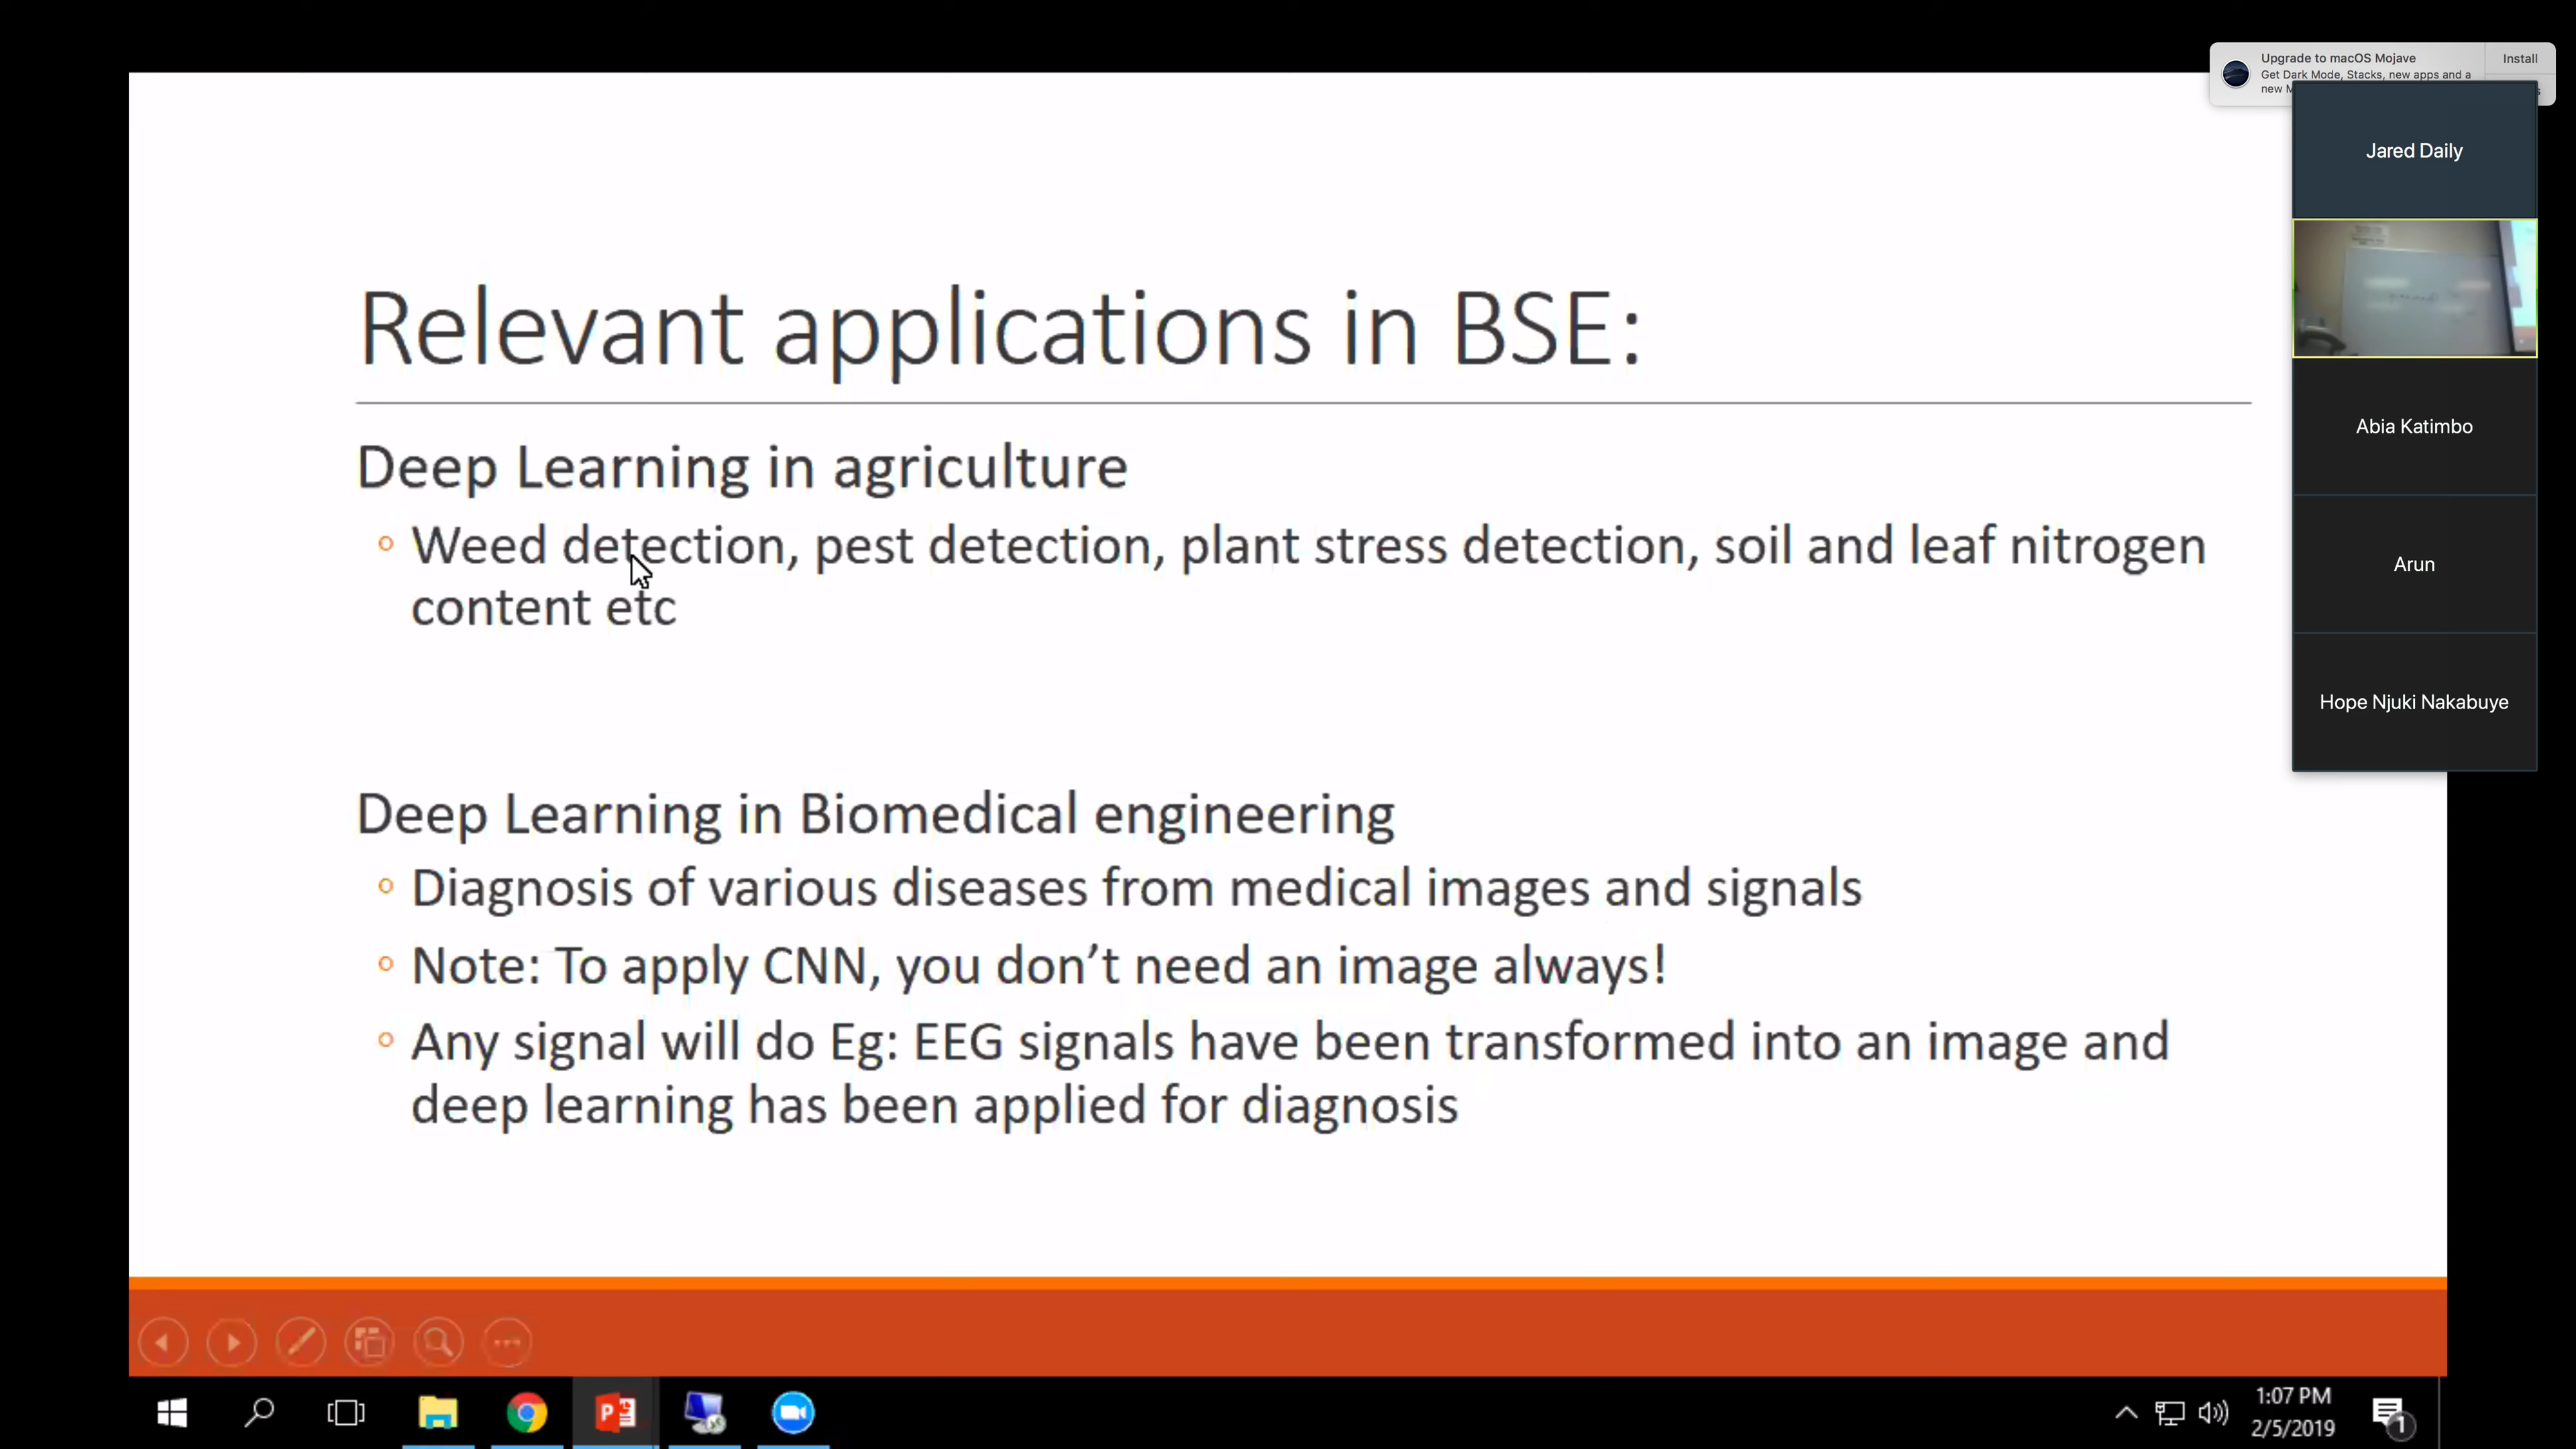 Upgrade to macOS Mojave
Install
Get Dark Mode, Stacks, new apps and a
new
Jared Daily
Relevant applications in BSE:
Abia Katimbo
Deep Learning in agriculture
Weed detection, pest detection, plant stress detection, soil and leaf nitrogen
content etc
Arun
Hope Njuki Nakabuye
Deep Learning in Biomedical engineering
Diagnosis of various diseases from medical images and signals
Note: To apply CNN, you don’t need an image always!
Any signal will do Eg: EEG signals have been transformed into an image and
deep learning has been applied for diagnosis
1:07 PM
2/5/2019
1